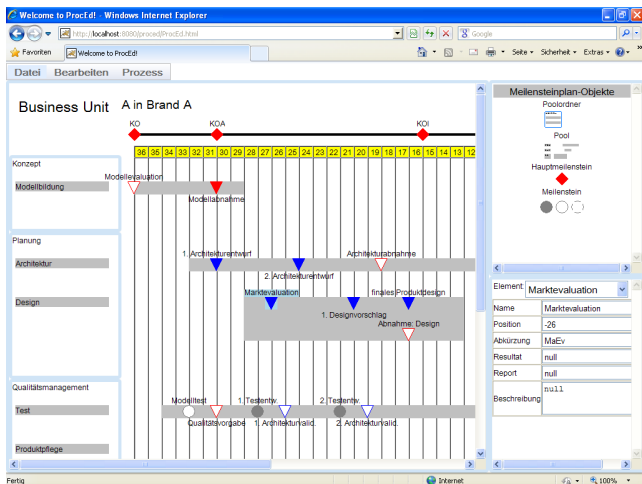 Welcome to ProcEd! - Windows Internet Explorer
http://localhost:8080/proced/ProcEd.html
Google
Favoriten
Welcome to ProcEd!
Seite
Sicherheit
Extras
Datei Bearbeiten Prozess
Business Unit A in Brand A
KO KOA KOI
36 35 34 33 32 31 30 29 28 27 26 25 24 23 22 21 20 19 18 17 16 15 14 13 12
Konzept
Modellevaluation
Modellbildung
Modellabnahme
Planung
1. Architekturentwurf Architekturabnahme
Architektur
2. Architekturentwurf
Marktevaluation finales Produktdesign
Design
1. Designvorschlag
Abnahme: Design
Qualitätsmanagement
Modelltest 1. Testentw. 2. Testentw.
Test
Qualitätsvorgabe 1. Architekturvalid. 2. Architekturvalid.
Produktpflege
Meilensteinplan-Objekte
Poolordner
Pool
Hauptmeilenstein
Meilenstein
Element: Marktevaluation
Name Marktevaluation
Position -26
Abkürzung MaEv
Resultat null
Report null
Beschreibung null
Fertig
Internet
100%